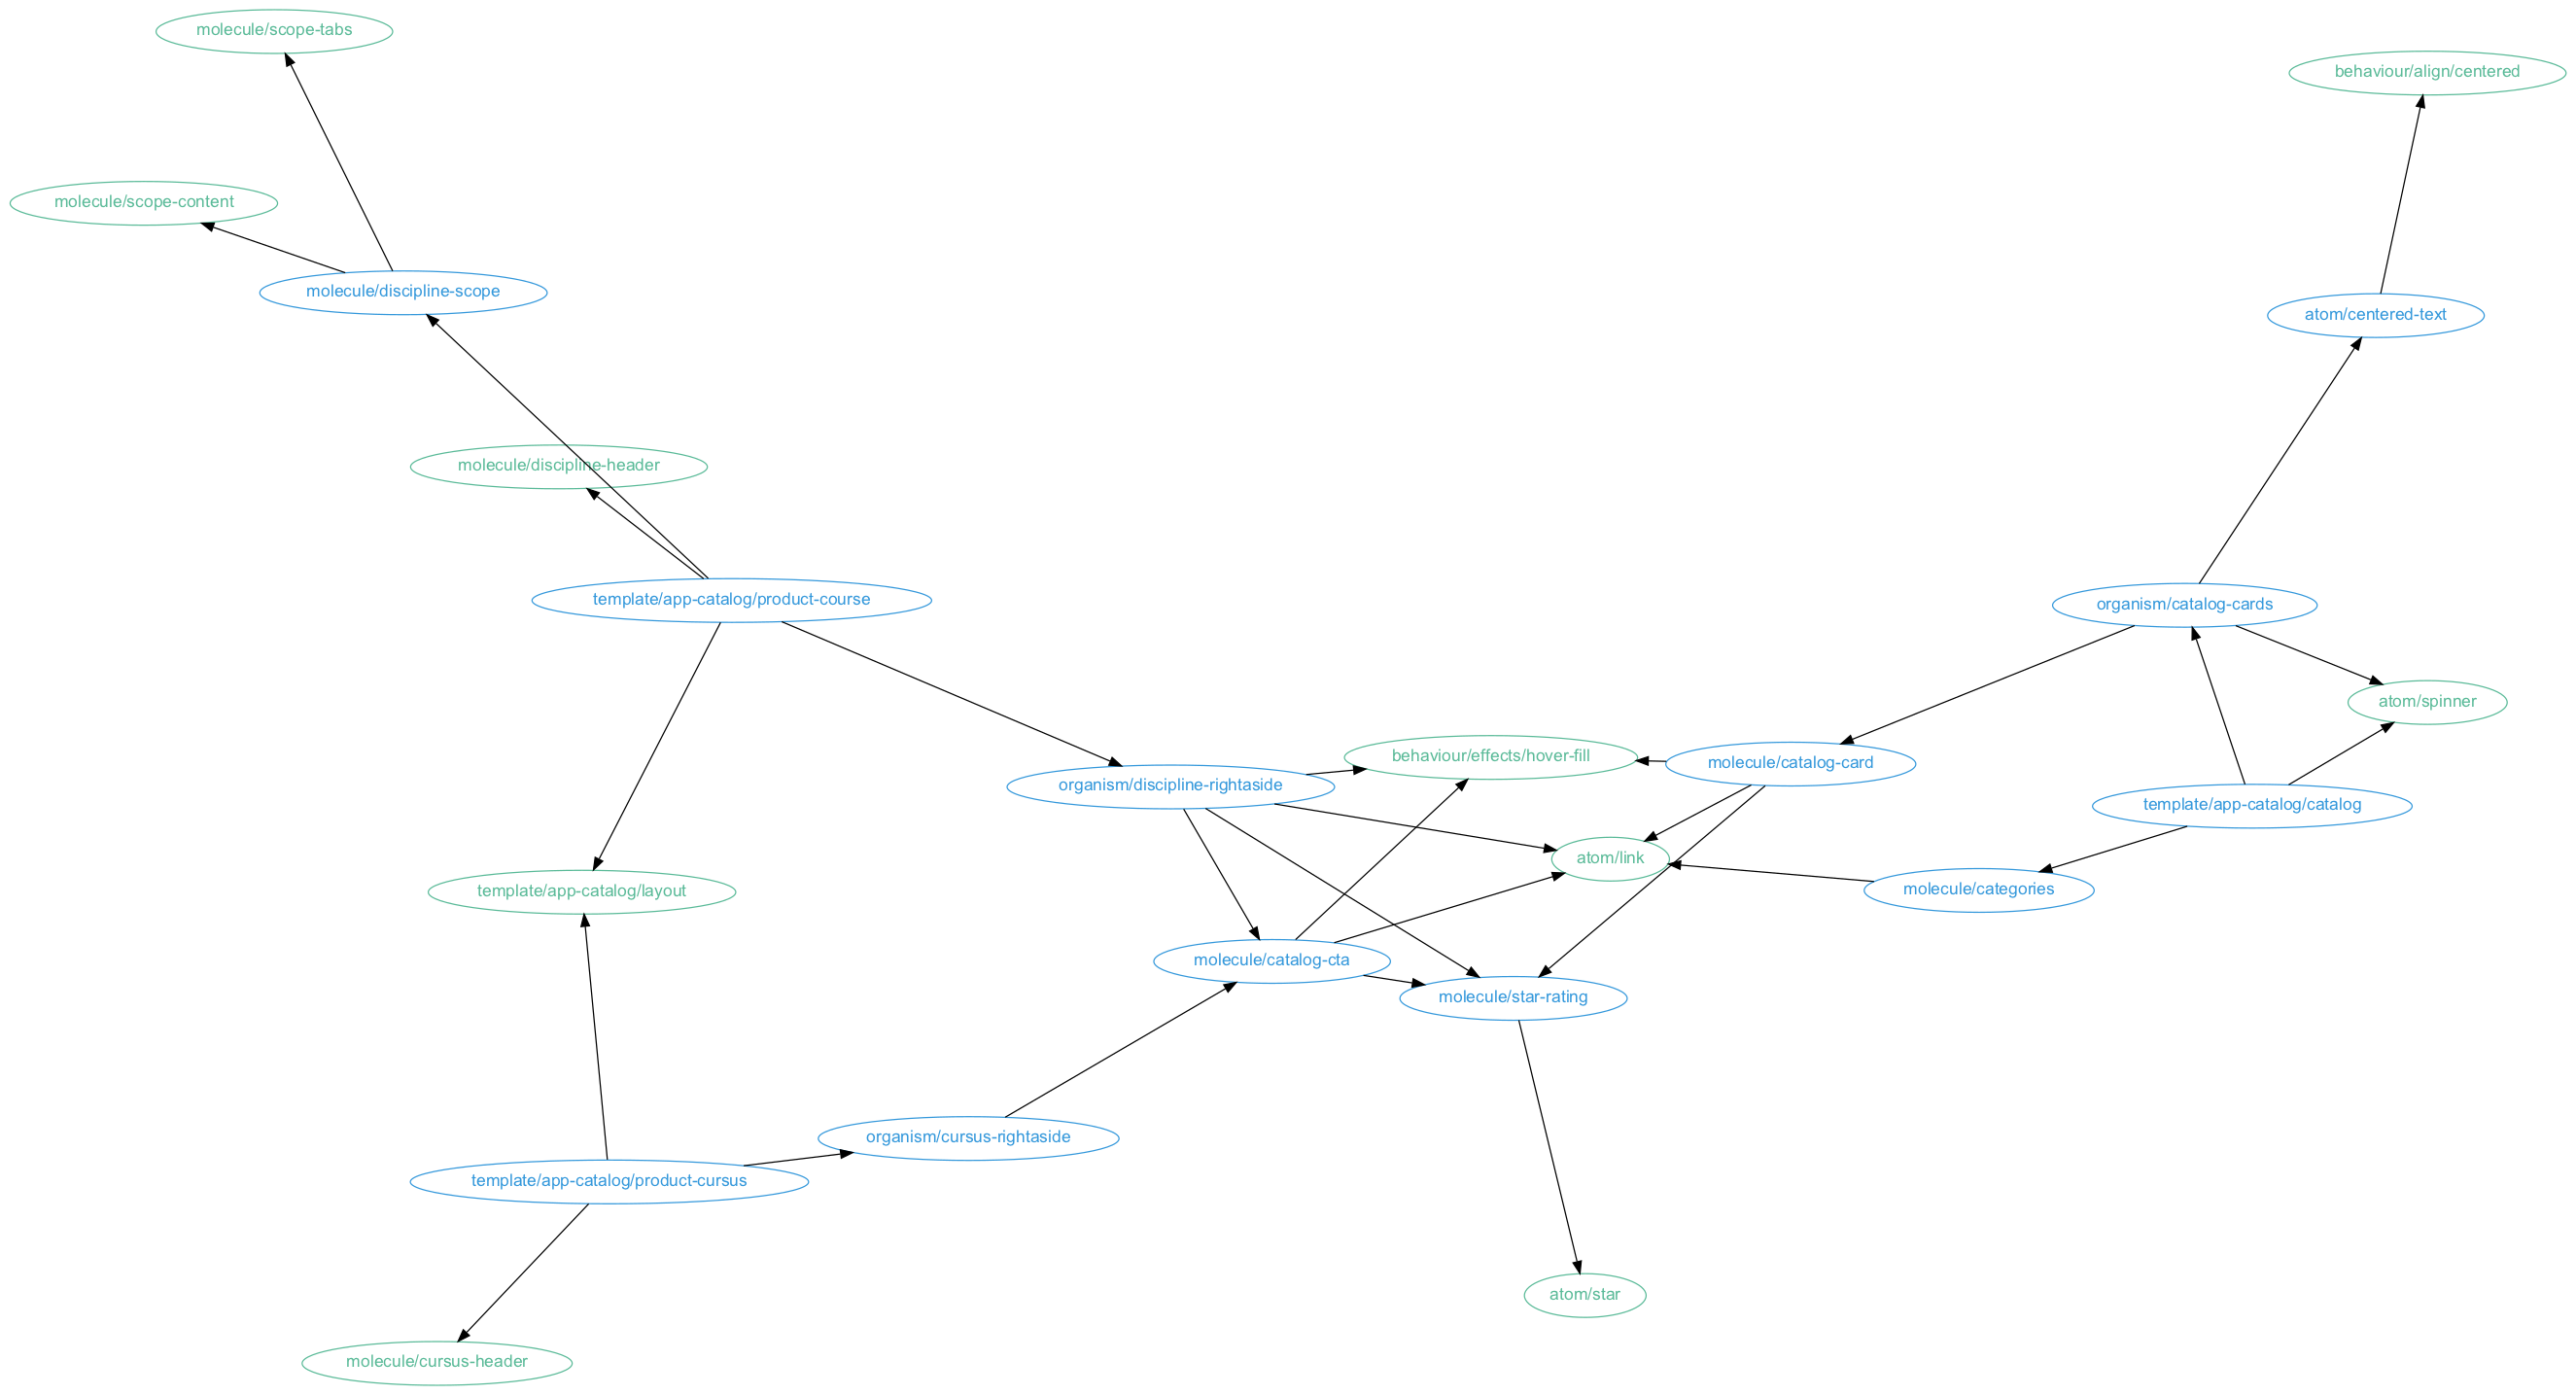 molecule/scope-tabs
behaviour/align/centered
molecule/scope-content
molecule/discipline-scope
atom/centered-text
molecule/discipline-header
template/app-catalog/product-course
organism/catalog-cards
atom/spinner
behaviour/effects/hover-fill
molecule/catalog-card
organism/discipline-rightaside
template/app-catalog/catalog
atom/link
template/app-catalog/layout
molecule/categories
molecule/catalog-cta
molecule/star-rating
organism/cursus-rightaside
template/app-catalog/product-cursus
atom/star
molecule/cursus-header